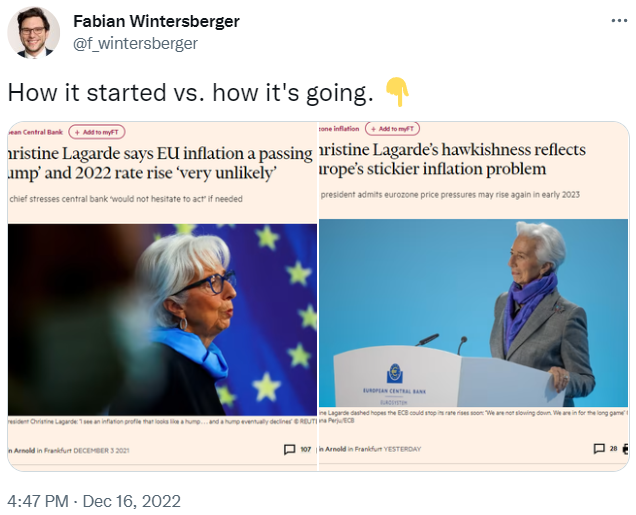 Fabian Wintersberger
@f_wintersberger
How it started vs. how it's going.
ean Central Bank + Add to myFT
hristine Lagarde says EU inflation a passing
ump' and 2022 rate rise 'very unlikely'
chief stresses central bank 'would not hesitate to act' if needed
resident Christine Lagarde: 'I see an inflation profile that looks like a hump . . . and a hump eventually declines' © REUT
n Arnold in Frankfurt DECEMBER 3 2021
107
zone inflation + Add to myFT
hristine Lagarde's hawkishness reflects
urope's stickier inflation problem
president admits eurozone price pressures may rise again in early 2023
EUROPEAN CENTRAL BANK
EUROSYSTEM
ne Lagarde dashed hopes the ECB could stop its rate rises soon: 'We are not slowing down. We are in for the long game'
Perju/ECB
in Arnold in Frankfurt YESTERDAY
28
4:47 PM · Dec 16, 2022